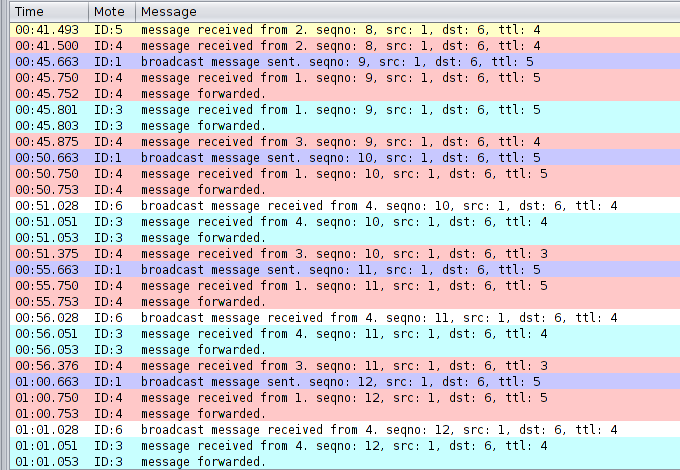 Time Mote Message
00:41.493 ID:5 message received from 2. seqno: 8, src: 1, dst: 6, ttl: 4
00:41.500 ID:4 message received from 2. seqno: 8, src: 1, dst: 6, ttl: 4
00:45.663 ID:1 broadcast message sent. seqno: 9, src: 1, dst: 6, ttl: 5
00:45.750 ID:4 message received from 1. seqno: 9, src: 1, dst: 6, ttl: 5
00:45.752 ID:4 message forwarded.
00:45.801 ID:3 message received from 1. seqno: 9, src: 1, dst: 6, ttl: 5
00:45.803 ID:3 message forwarded.
00:45.875 ID:4 message received from 3. seqno: 9, src: 1, dst: 6, ttl: 4
00:50.663 ID:1 broadcast message sent. seqno: 10, src: 1, dst: 6, ttl: 5
00:50.750 ID:4 message received from 1. seqno: 10, src: 1, dst: 6, ttl: 5
00:50.753 ID:4 message forwarded.
00:51.028 ID:6 broadcast message received from 4. seqno: 10, src: 1, dst: 6, ttl: 4
00:51.051 ID:3 message received from 4. seqno: 10, src: 1, dst: 6, ttl: 4
00:51.053 ID:3 message forwarded.
00:51.375 ID:4 message received from 3. seqno: 10, src: 1, dst: 6, ttl: 3
00:55.663 ID:1 broadcast message sent. seqno: 11, src: 1, dst: 6, ttl: 5
00:55.750 ID:4 message received from 1. seqno: 11, src: 1, dst: 6, ttl: 5
00:55.753 ID:4 message forwarded.
00:56.028 ID:6 broadcast message received from 4. seqno: 11, src: 1, dst: 6, ttl: 4
00:56.051 ID:3 message received from 4. seqno: 11, src: 1, dst: 6, ttl: 4
00:56.053 ID:3 message forwarded.
00:56.376 ID:4 message received from 3. seqno: 11, src: 1, dst: 6, ttl: 3
01:00.663 ID:1 broadcast message sent. seqno: 12, src: 1, dst: 6, ttl: 5
01:00.750 ID:4 message received from 1. seqno: 12, src: 1, dst: 6, ttl: 5
01:00.753 ID:4 message forwarded.
01:01.028 ID:6 broadcast message received from 4. seqno: 12, src: 1, dst: 6, ttl: 4
01:01.051 ID:3 message received from 4. seqno: 12, src: 1, dst: 6, ttl: 4
01:01.053 ID:3 message forwarded.